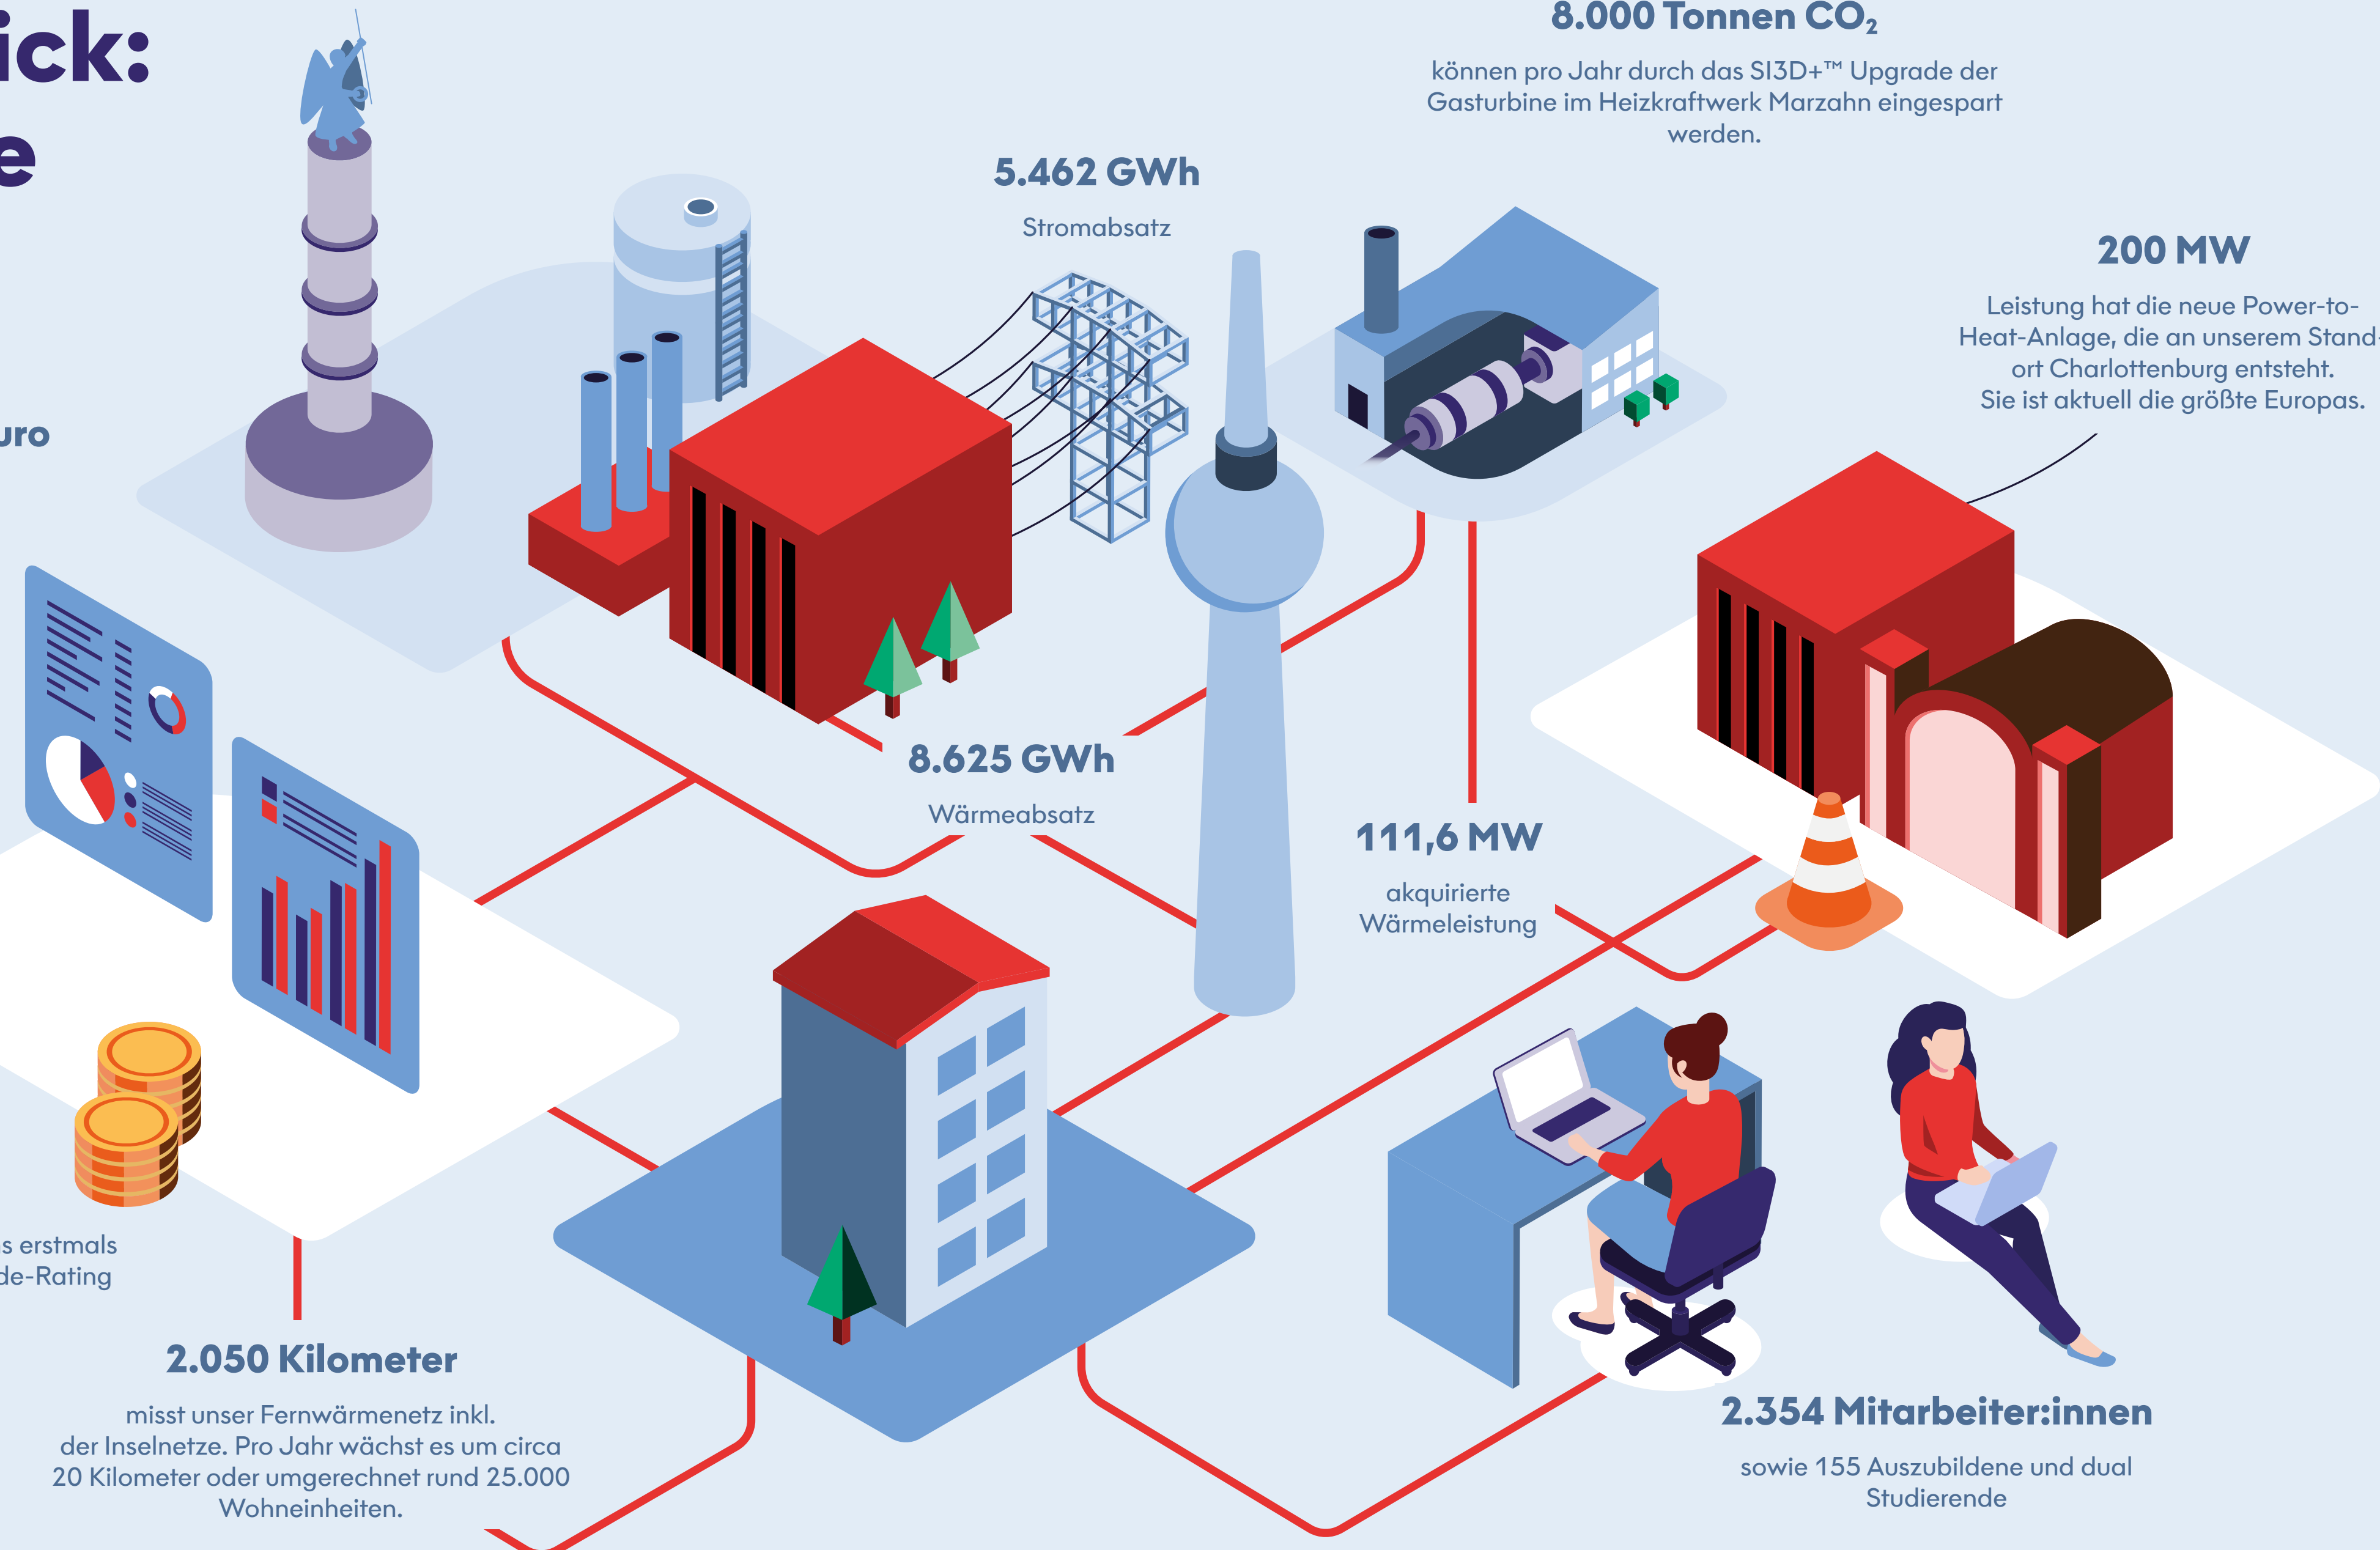 ick:
e
uro
8.000 Tonnen CO₂
können pro Jahr durch das SI3D+™ Upgrade der
Gasturbine im Heizkraftwerk Marzahn eingespart
werden.
5.462 GWh
Stromabsatz
200 MW
Leistung hat die neue Power-to-
Heat-Anlage, die an unserem Stand-
ort Charlottenburg entsteht.
Sie ist aktuell die größte Europas.
8.625 GWh
Wärmeabsatz
111,6 MW
akquirierte
Wärmeleistung
s erstmals
de-Rating
2.050 Kilometer
misst unser Fernwärmenetz inkl.
der Inselnetze. Pro Jahr wächst es um circa
20 Kilometer oder umgerechnet rund 25.000
Wohneinheiten.
2.354 Mitarbeiter:innen
sowie 155 Auszubildene und dual
Studierende